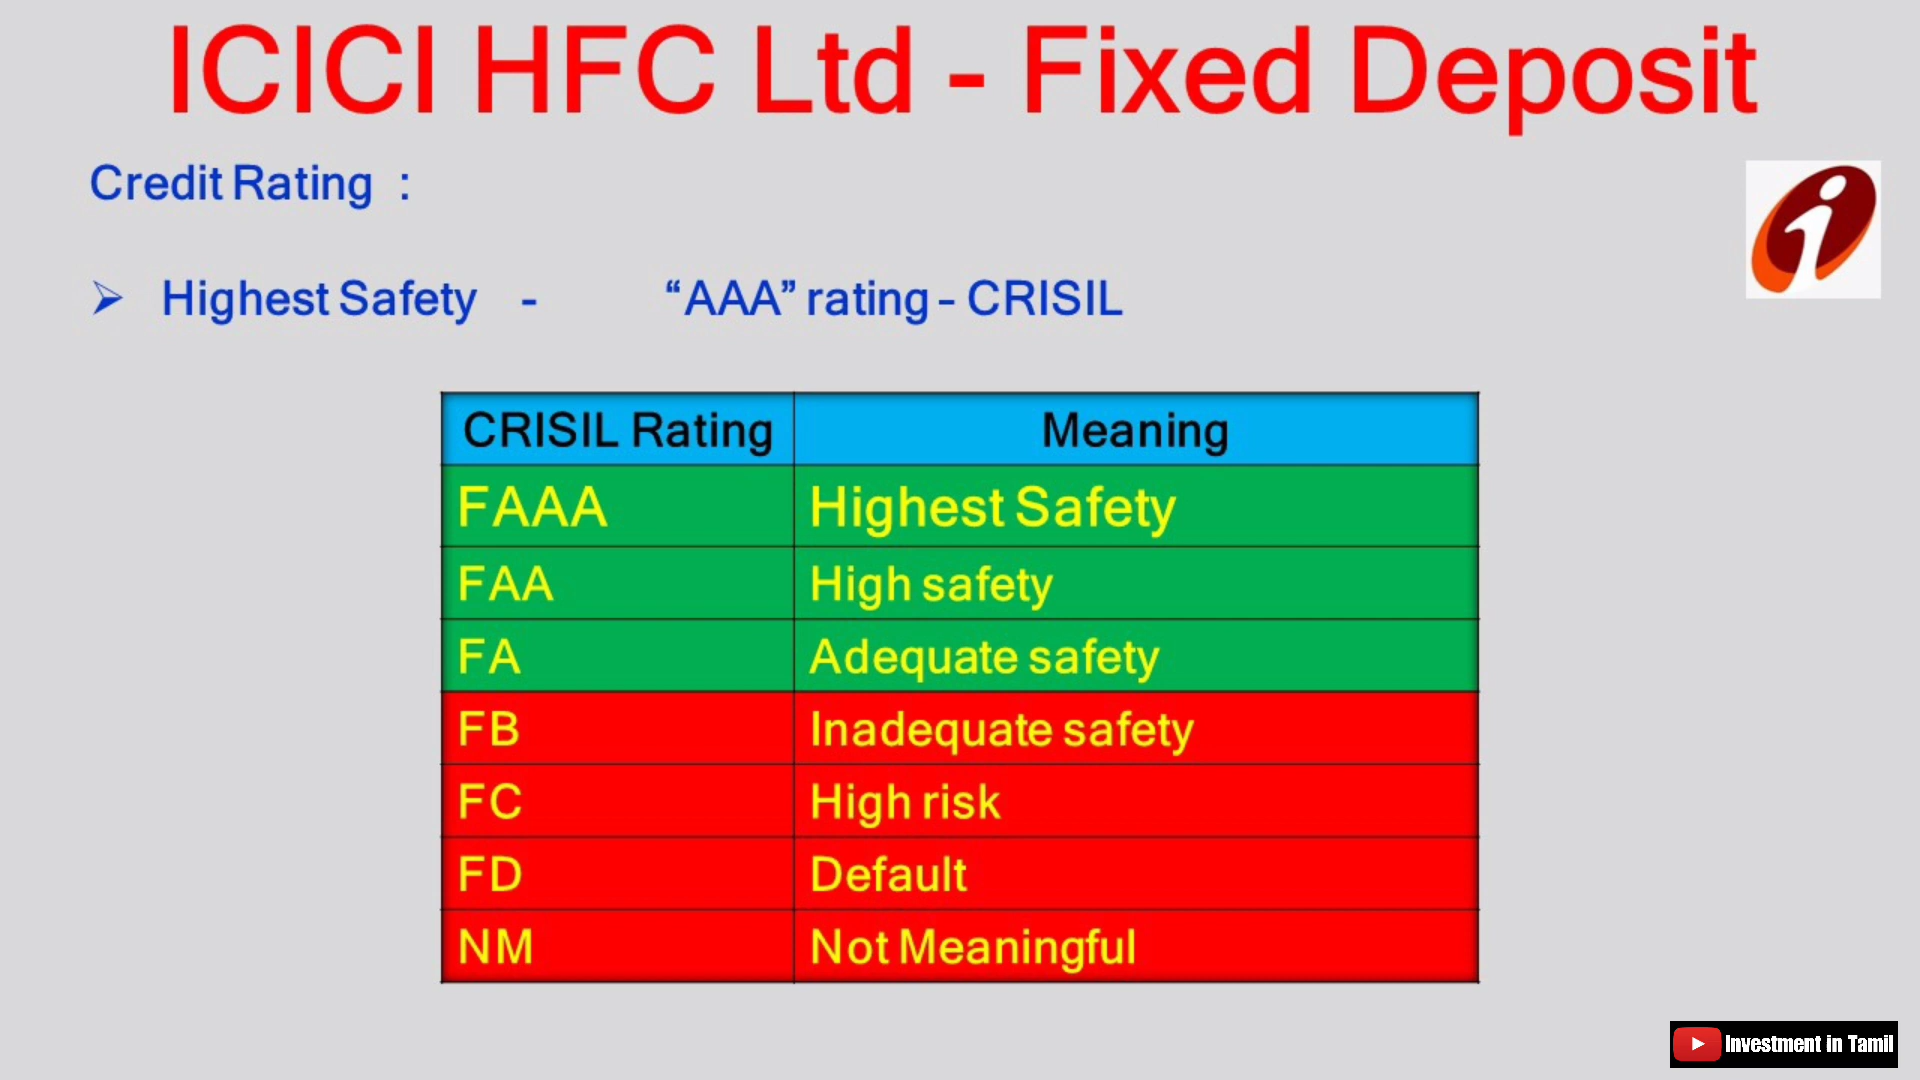 ICICI HFC Ltd - Fixed Deposit
Credit Rating :
➢ Highest Safety - “AAA” rating – CRISIL
CRISIL Rating Meaning
FAAA Highest Safety
FAA High safety
FA Adequate safety
FB Inadequate safety
FC High risk
FD Default
NM Not Meaningful
Investment in Tamil